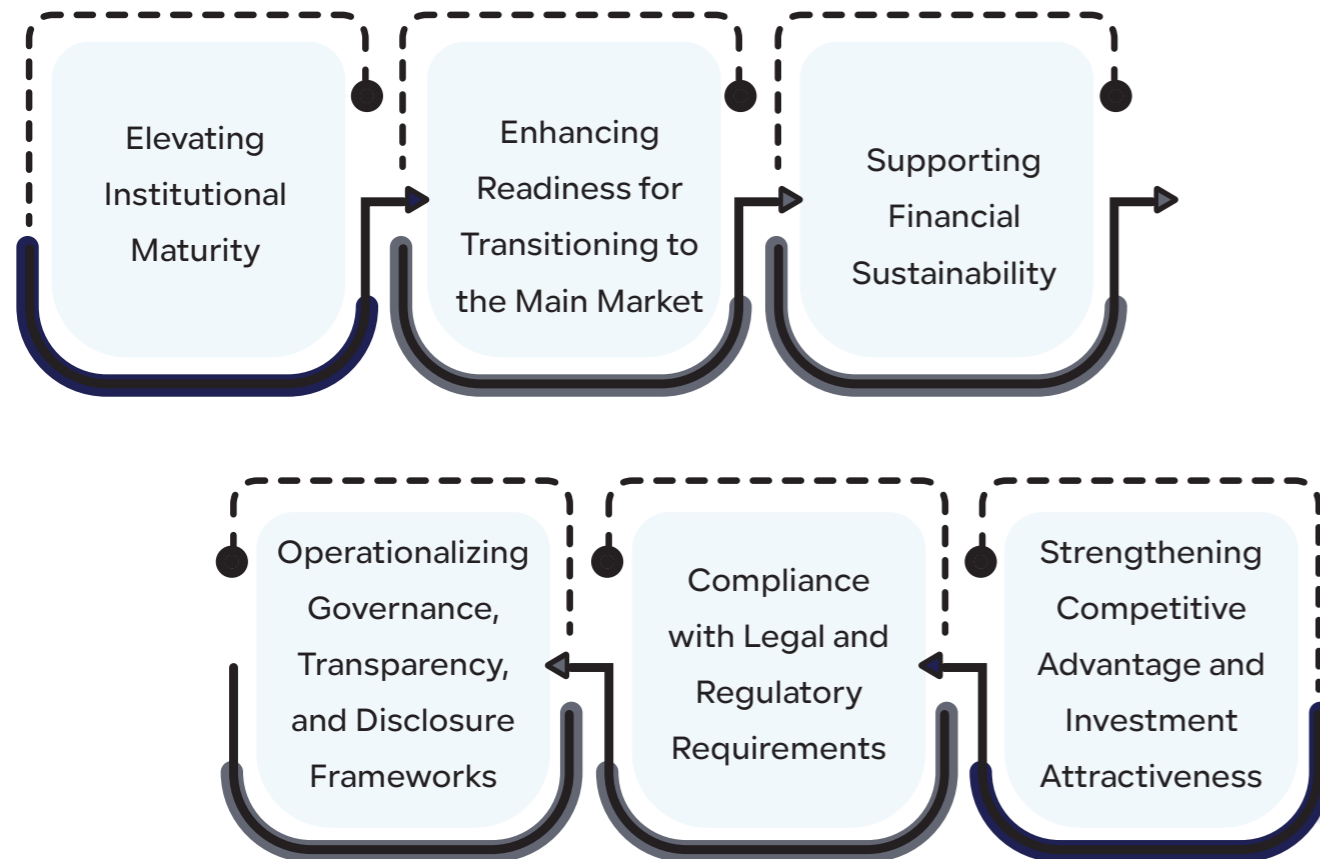 Elevating
Institutional
Maturity
Enhancing
Readiness for
Transitioning to
the Main Market
Supporting
Financial
Sustainability
Strengthening
Competitive
Advantage and
Investment
Attractiveness
Compliance
with Legal and
Regulatory
Requirements
Operationalizing
Governance,
Transparency,
and Disclosure
Frameworks